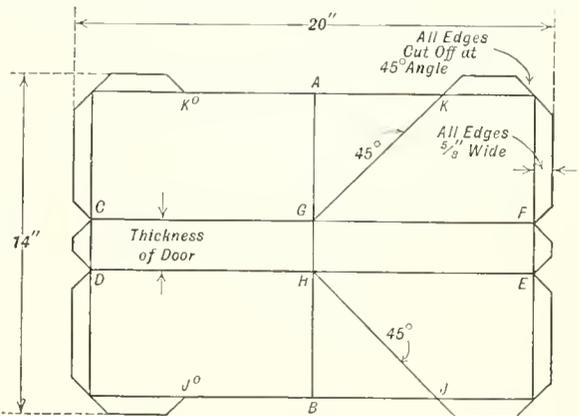 20"
All Edges
Cut Off at
45° Angle
A
K°
K
45°
All Edges
5/8" Wide
C
G
F
14"
Thickness
of Door
D
H
E
45°
J°
J
B